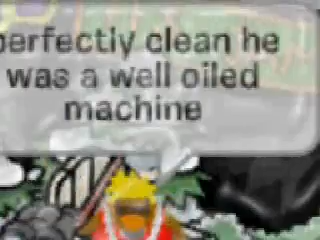 perfectly clean he
was a well oiled
machine